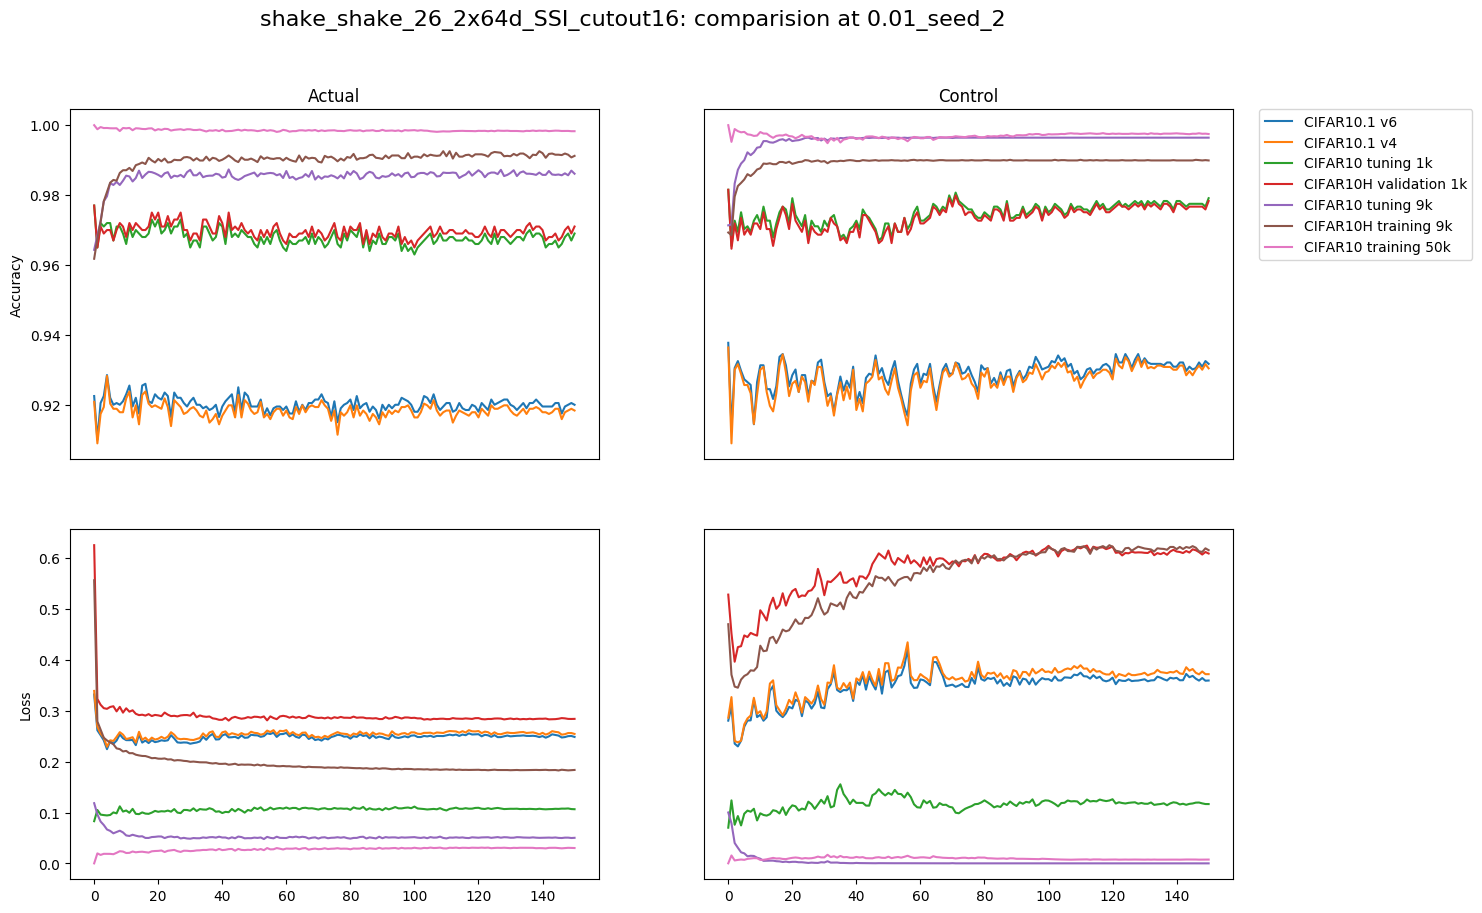 shake_shake_26_2x64d_SSI_cutout16: comparision at 0.01_seed_2
Actual
Control
Accuracy
1.00
0.98
0.96
0.94
0.92
CIFAR10.1 v6
CIFAR10.1 v4
CIFAR10 tuning 1k
CIFAR10H validation 1k
CIFAR10 tuning 9k
CIFAR10H training 9k
CIFAR10 training 50k
Loss
0.6
0.5
0.4
0.3
0.2
0.1
0.0
0 20 40 60 80 100 120 140
0 20 40 60 80 100 120 140